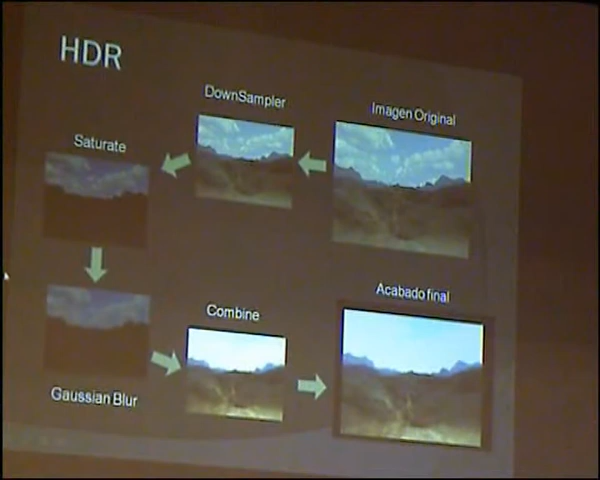 HDR
DownSampler
Imagen Original
Saturate
Acabado final
Combine
Gaussian Blur